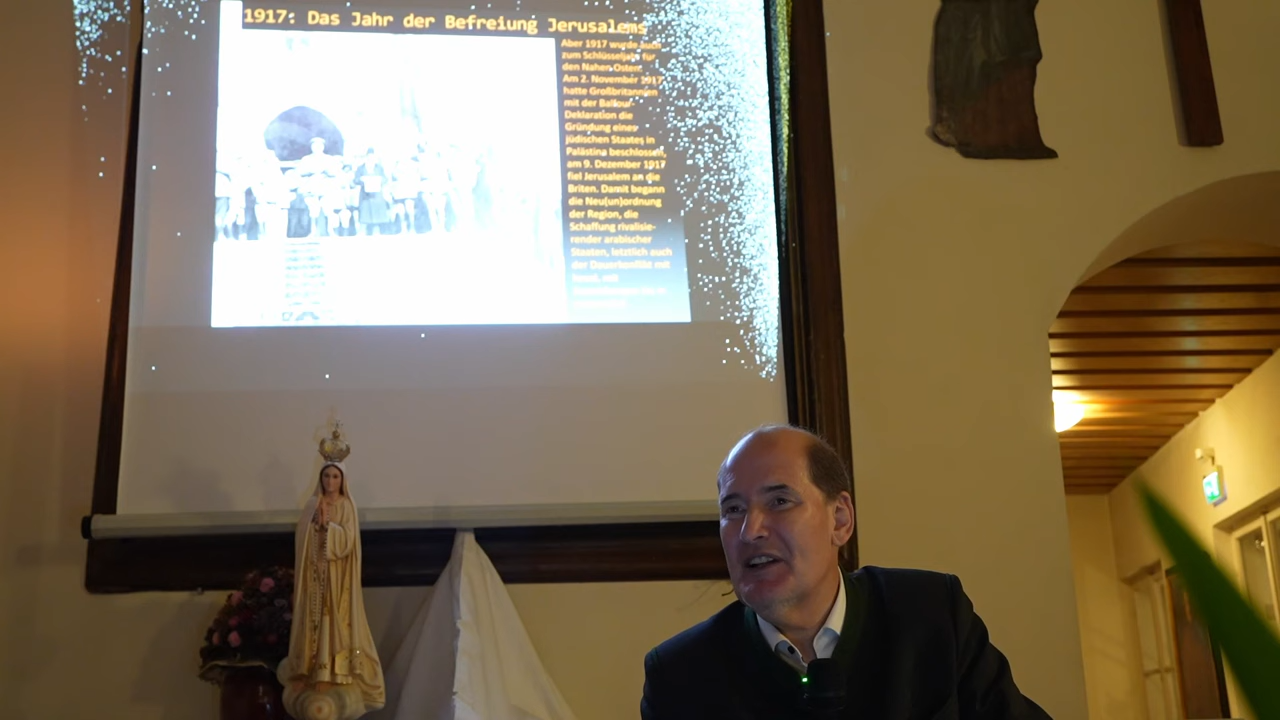 1917: Das Jahr der Befreiung Jerusalems
Aber 1917 wurde auch
zum Schlüsseljahr für
den Nahen Osten.
Am 2. November 1917
hatte Großbritannien
mit der Balfour-
Deklaration die
Gründung eines
jüdischen Staates in
Palästina beschlossen,
am 9. Dezember 1917
fiel Jerusalem an die
Briten. Damit begann
die Neu(un)ordnung
der Region, die
Schaffung rivalisie-
render arabischer
Staaten, letztlich auch
der Dauerkonflikt mit